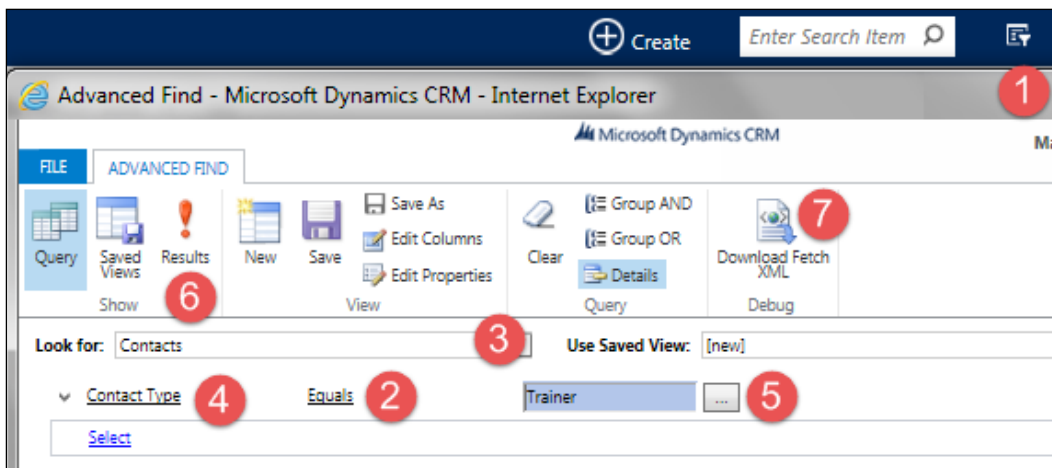 Create
Enter Search Item
1
Advanced Find - Microsoft Dynamics CRM - Internet Explorer
Microsoft Dynamics CRM
Ma
FILE
ADVANCED FIND
Query
Saved
Views
Results
6
Show
New
Save
Save As
Edit Columns
Edit Properties
View
Clear
Group AND
Group OR
Details
Query
7
Download Fetch
XML
Debug
Look for: Contacts
3
Use Saved View: [new]
Contact Type 4 Equals 2 Trainer ... 5
Select